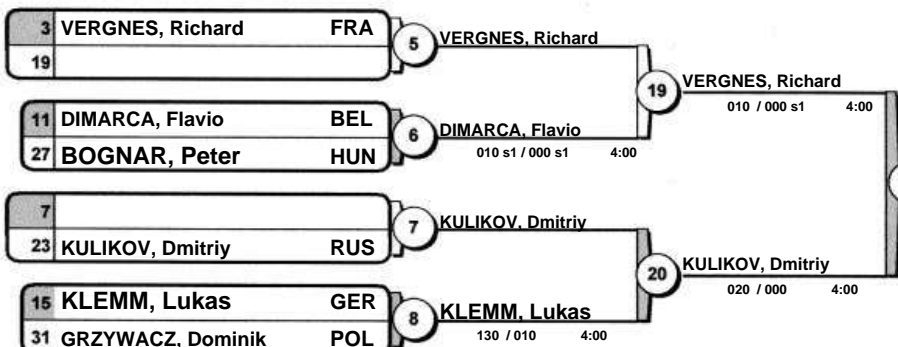 3 VERGNES, Richard FRA
19
5 VERGNES, Richard
11 DIMARCA, Flavio BEL
27 BOGNAR, Peter HUN
6 DIMARCA, Flavio
010 s1 / 000 s1 4:00
19 VERGNES, Richard
010 / 000 s1 4:00
7
23 KULIKOV, Dmitriy RUS
7 KULIKOV, Dmitriy
15 KLEMM, Lukas GER
31 GRZYWACZ, Dominik POL
8 KLEMM, Lukas
130 / 010 4:00
20 KULIKOV, Dmitriy
020 / 000 4:00